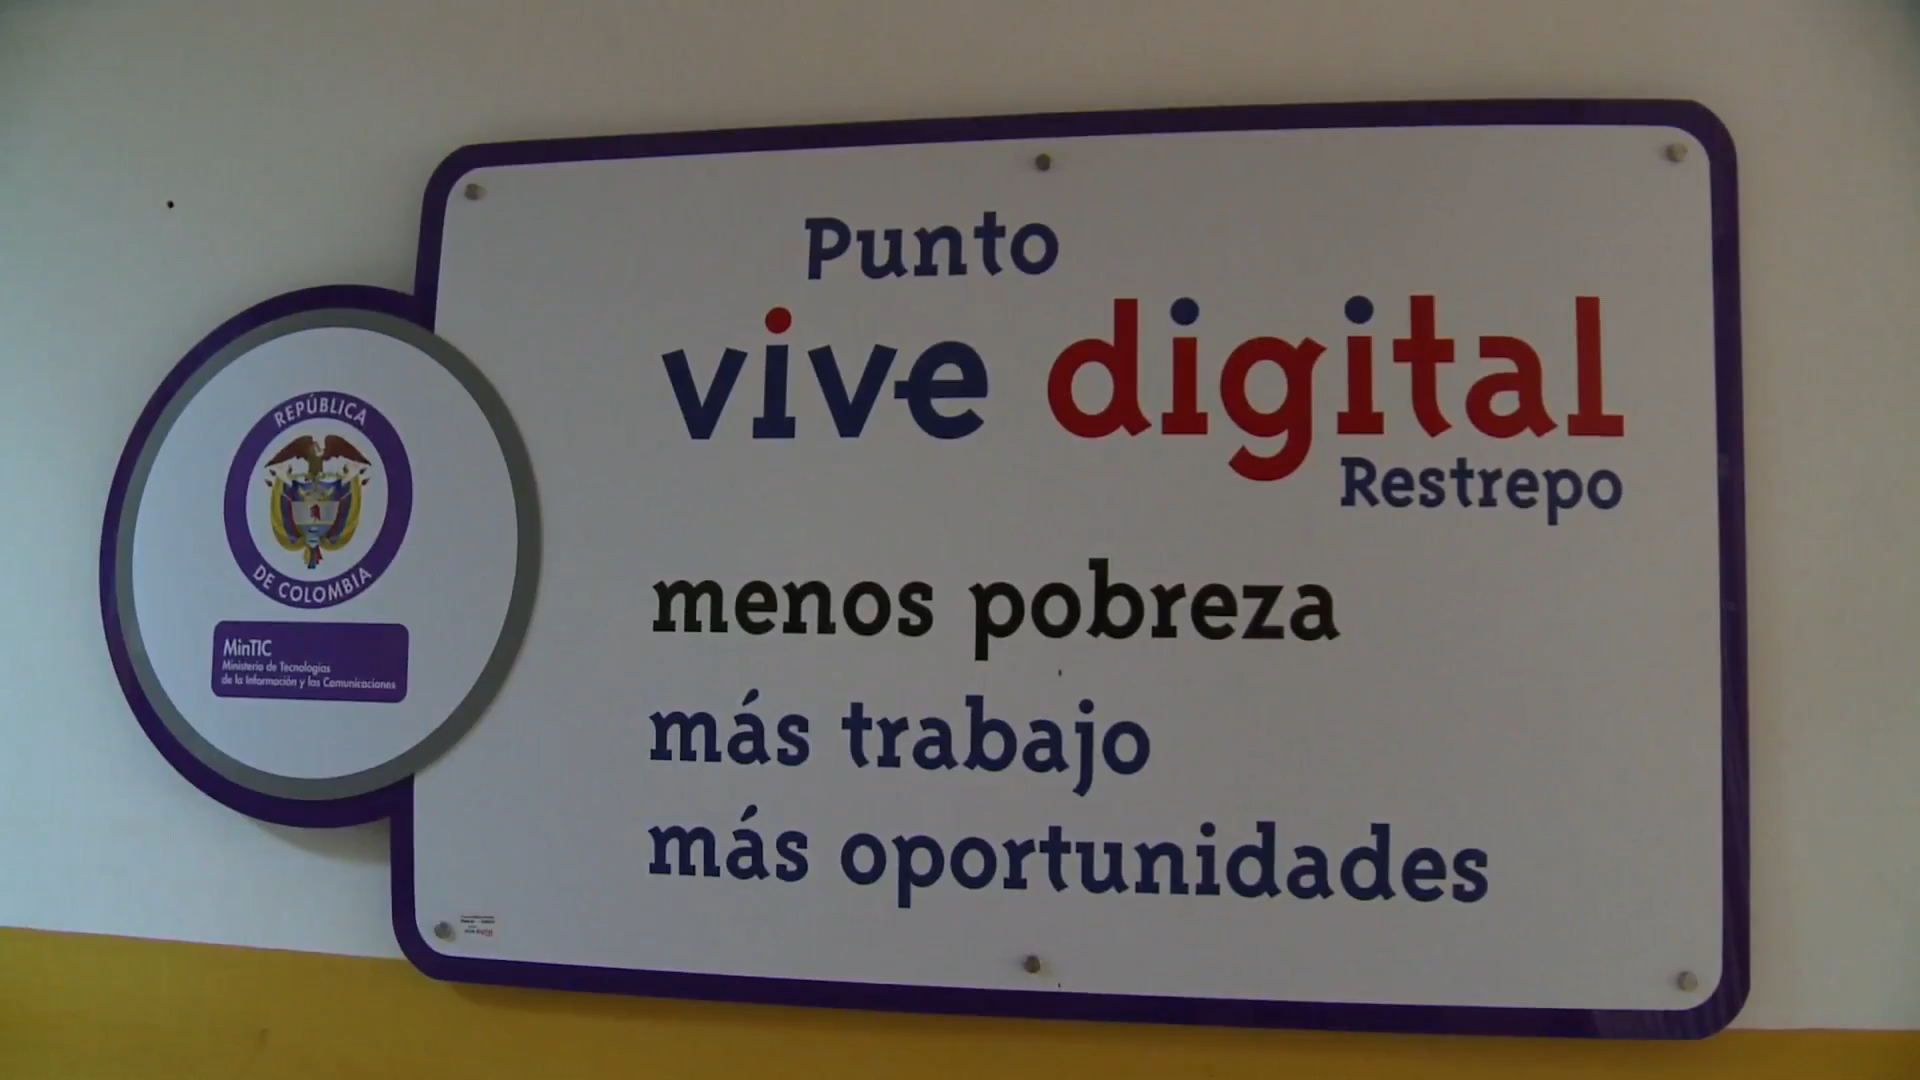 Punto
vive digital
Restrepo
menos pobreza
más trabajo
más oportunidades
REPÚBLICA
DE COLOMBIA
MinTIC
Ministerio de Tecnologías
de la Información y las Comunicaciones